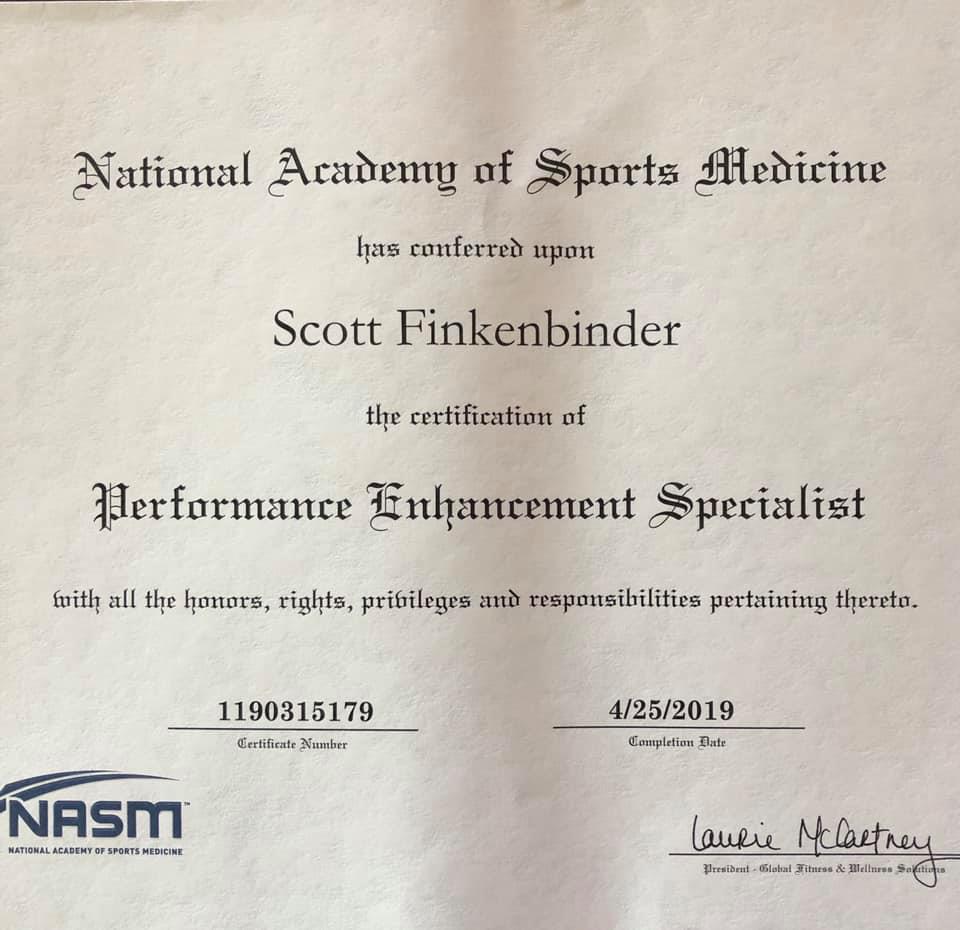 National Academy of Sports Medicine
has conferred upon
Scott Finkenbinder
the certification of
Performance Enhancement Specialist
with all the honors, rights, privileges and responsibilities pertaining thereto.
1190315179
Certificate Number
4/25/2019
Completion Date
NASM™
NATIONAL ACADEMY OF SPORTS MEDICINE
Laurie McCartney
President - Global Fitness & Wellness Solutions